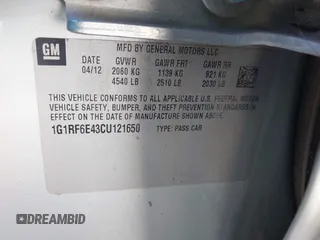 GM
MFD BY GENERAL MOTORS LLC
DATE GVWR GAWR FRT GAWR RR
04/12 2060 KG 1139 KG 921 KG
4540 LB 2510 LB 2030 LB
THIS VEHICLE CONFORMS TO ALL APPLICABLE U.S. FEDERAL MOTOR
VEHICLE SAFETY, BUMPER, AND THEFT PREVENTION STANDARDS IN
EFFECT ON THE DATE OF MANUFACTURE SHOWN ABOVE.
1G1RF6E43CU121650 TYPE: PASS CAR
DREAMBID